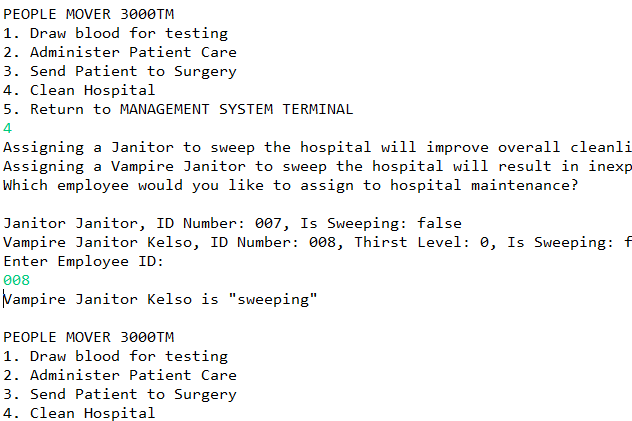 PEOPLE MOVER 3000TM
1. Draw blood for testing
2. Administer Patient Care
3. Send Patient to Surgery
4. Clean Hospital
5. Return to MANAGEMENT SYSTEM TERMINAL
4
Assigning a Janitor to sweep the hospital will improve overall cleanli
Assigning a Vampire Janitor to sweep the hospital will result in inexp
Which employee would you like to assign to hospital maintenance?

Janitor Janitor, ID Number: 007, Is Sweeping: false
Vampire Janitor Kelso, ID Number: 008, Thirst Level: 0, Is Sweeping: f
Enter Employee ID:
008
Vampire Janitor Kelso is "sweeping"

PEOPLE MOVER 3000TM
1. Draw blood for testing
2. Administer Patient Care
3. Send Patient to Surgery
4. Clean Hospital